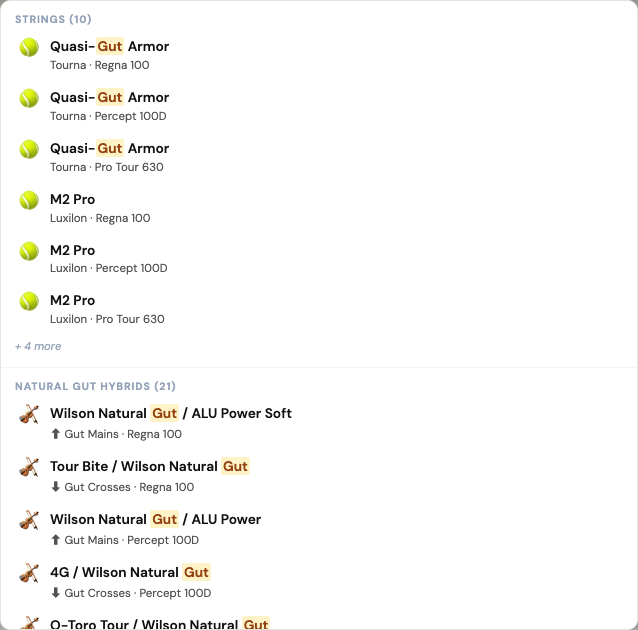 STRINGS (10)
Quasi-Gut Armor
Tourna · Regna 100
Quasi-Gut Armor
Tourna · Percept 100D
Quasi-Gut Armor
Tourna · Pro Tour 630
M2 Pro
Luxilon · Regna 100
M2 Pro
Luxilon · Percept 100D
M2 Pro
Luxilon · Pro Tour 630
+ 4 more
NATURAL GUT HYBRIDS (21)
Wilson Natural Gut / ALU Power Soft
⬆ Gut Mains · Regna 100
Tour Bite / Wilson Natural Gut
⬇ Gut Crosses · Regna 100
Wilson Natural Gut / ALU Power
⬆ Gut Mains · Percept 100D
4G / Wilson Natural Gut
⬇ Gut Crosses · Percept 100D
O-Toro Tour / Wilson Natural Gut